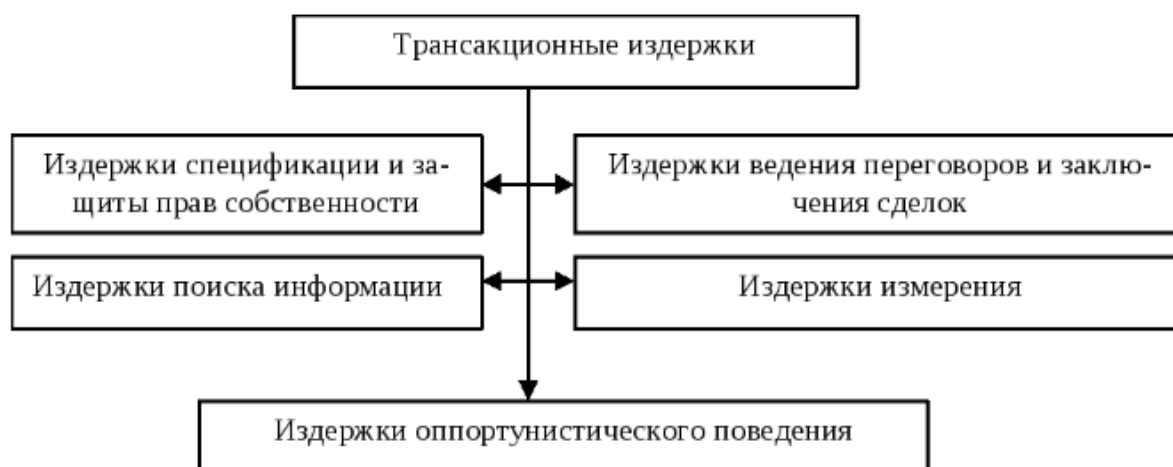 Трансакционные издержки
Издержки спецификации и за-
щиты прав собственности
Издержки ведения переговоров и заклю-
чения сделок
Издержки поиска информации
Издержки измерения
Издержки оппортунистического поведения